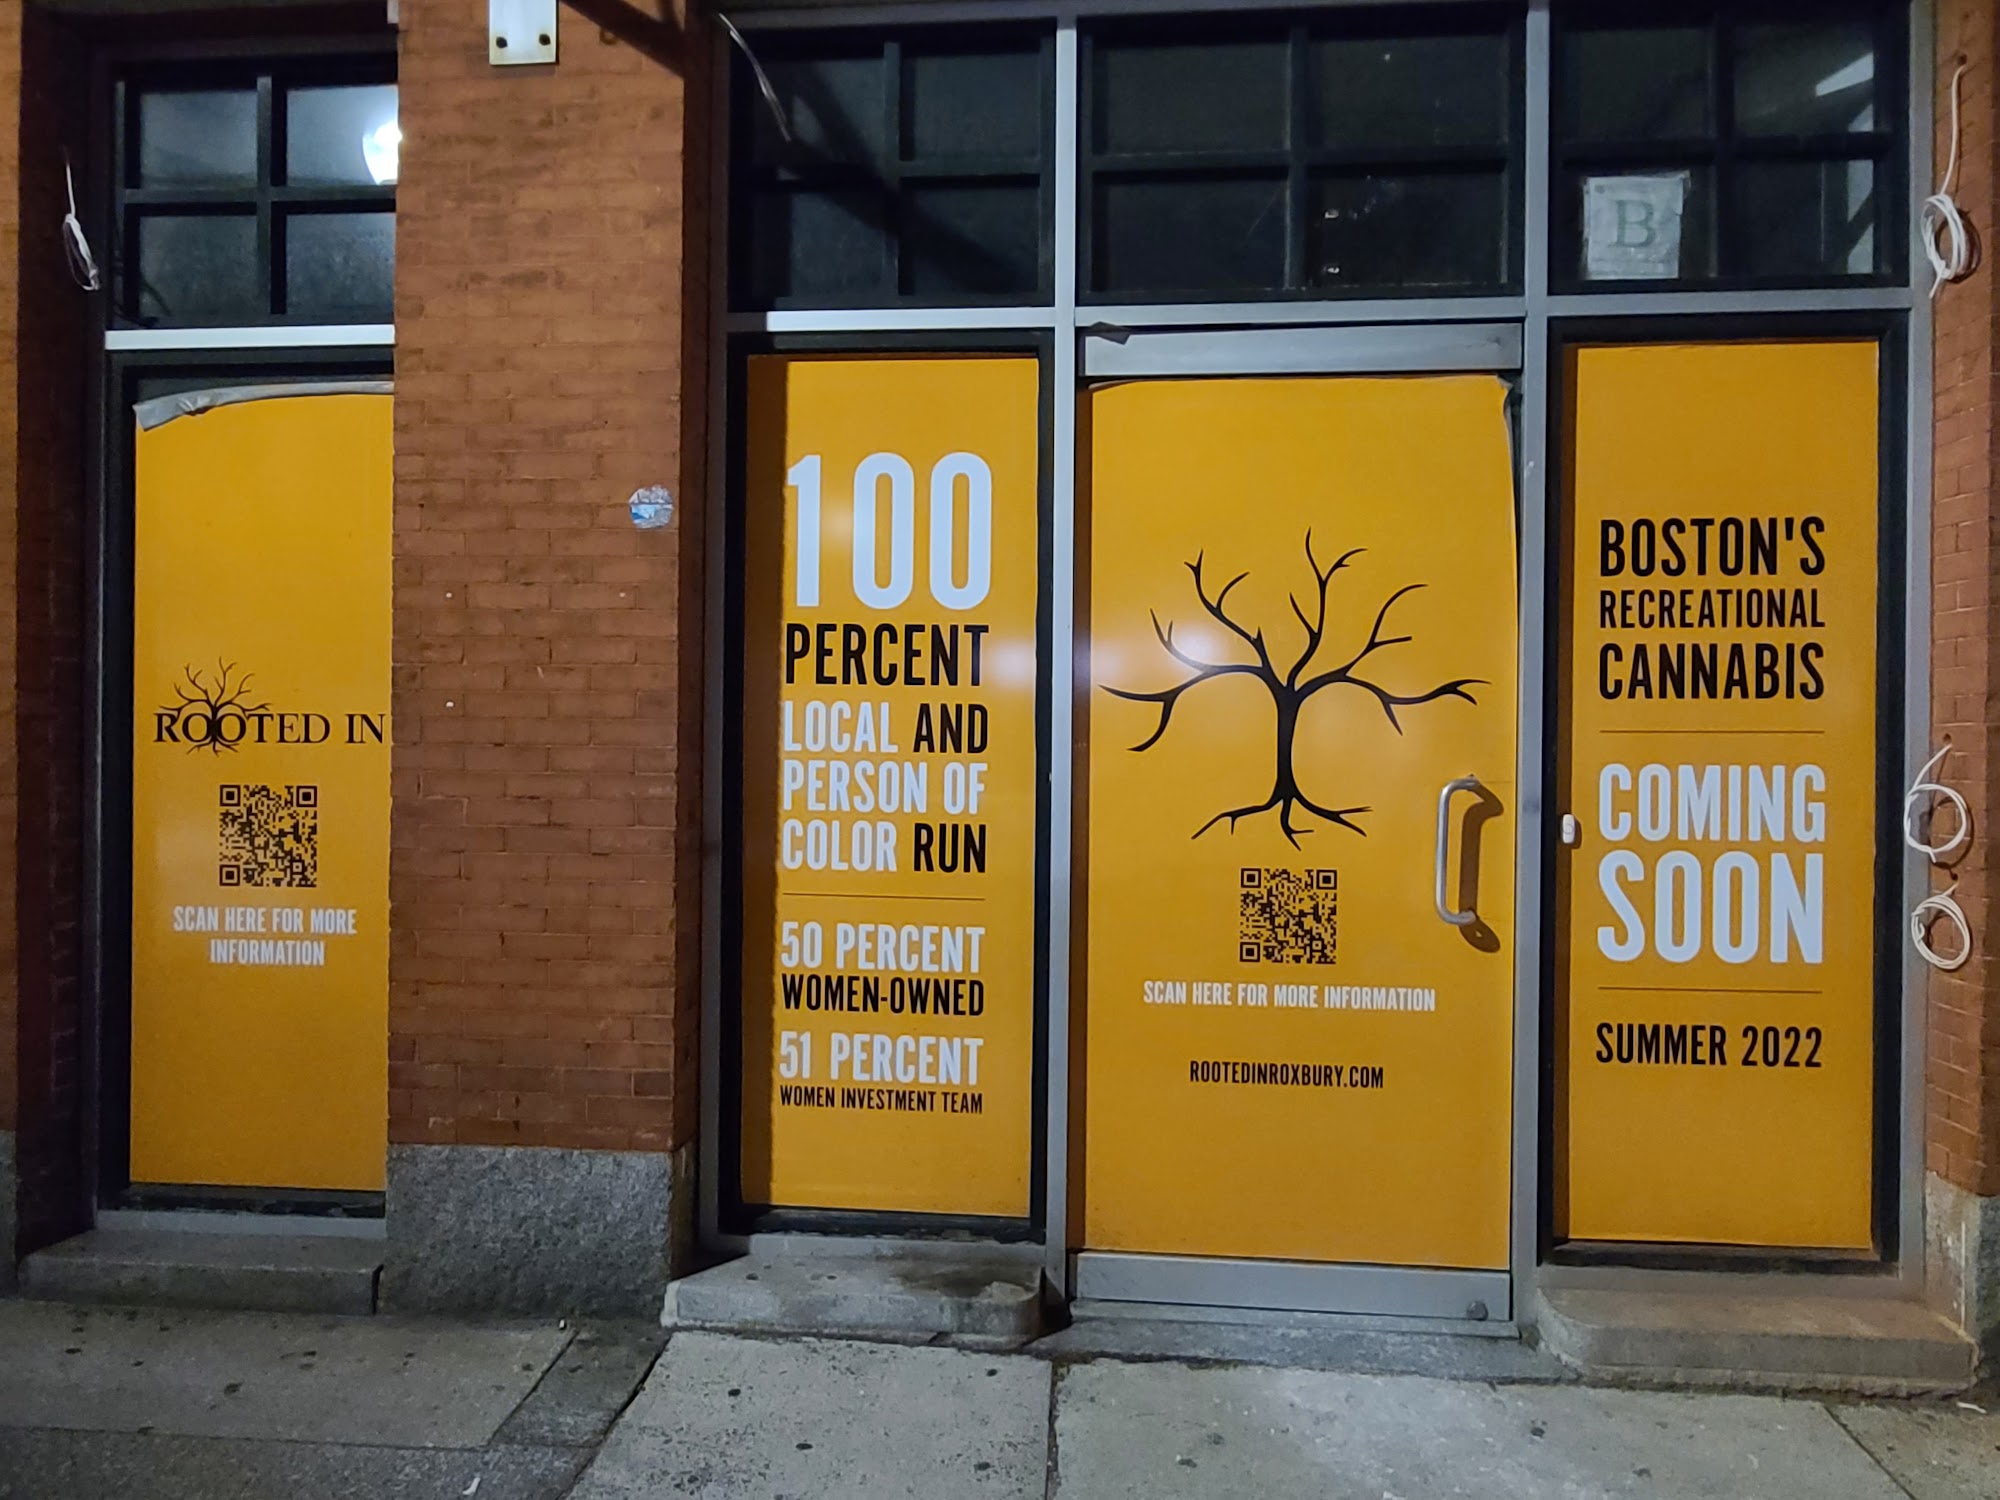 ROOTED IN
SCAN HERE FOR MORE
INFORMATION
100
PERCENT
LOCAL AND
PERSON OF
COLOR RUN
50 PERCENT
WOMEN-OWNED
51 PERCENT
WOMEN INVESTMENT TEAM
SCAN HERE FOR MORE INFORMATION
ROOTEDINROXBURY.COM
B
BOSTON'S
RECREATIONAL
CANNABIS
COMING
SOON
SUMMER 2022